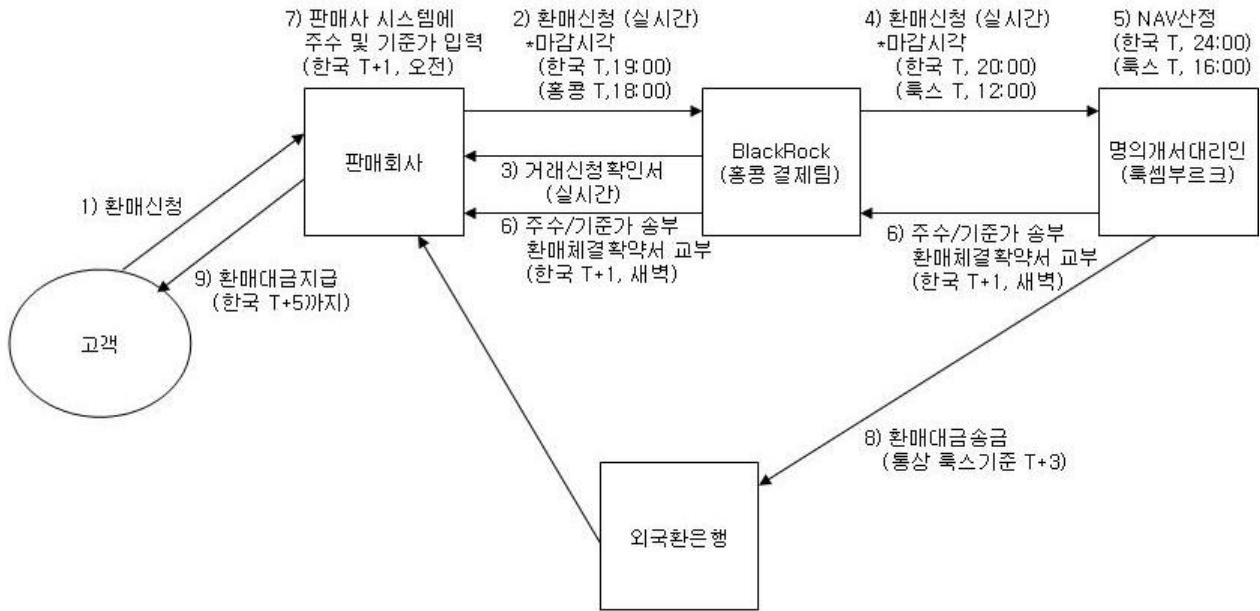 7) 판매사 시스템에
주수 및 기준가 입력
(한국 T+1, 오전)
2) 환매신청 (실시간)
*마감시각
(한국 T,19:00)
(홍콩 T,18:00)
4) 환매신청 (실시간)
*마감시각
(한국 T, 20:00)
(룩스 T, 12:00)
5) NAV산정
(한국 T, 24:00)
(룩스 T, 16:00)
판매회사
BlackRock
(홍콩 결제팀)
명의개서대리인
(룩셈부르크)
3) 거래신청확인서
(실시간)
1) 환매신청
6) 주수/기준가 송부
환매체결확약서 교부
(한국 T+1, 새벽)
6) 주수/기준가 송부
환매체결확약서 교부
(한국 T+1, 새벽)
9) 환매대금지급
(한국 T+5)까지)
고객
8) 환매대금송금
(통상 룩스기준 T+3)
외국환은행